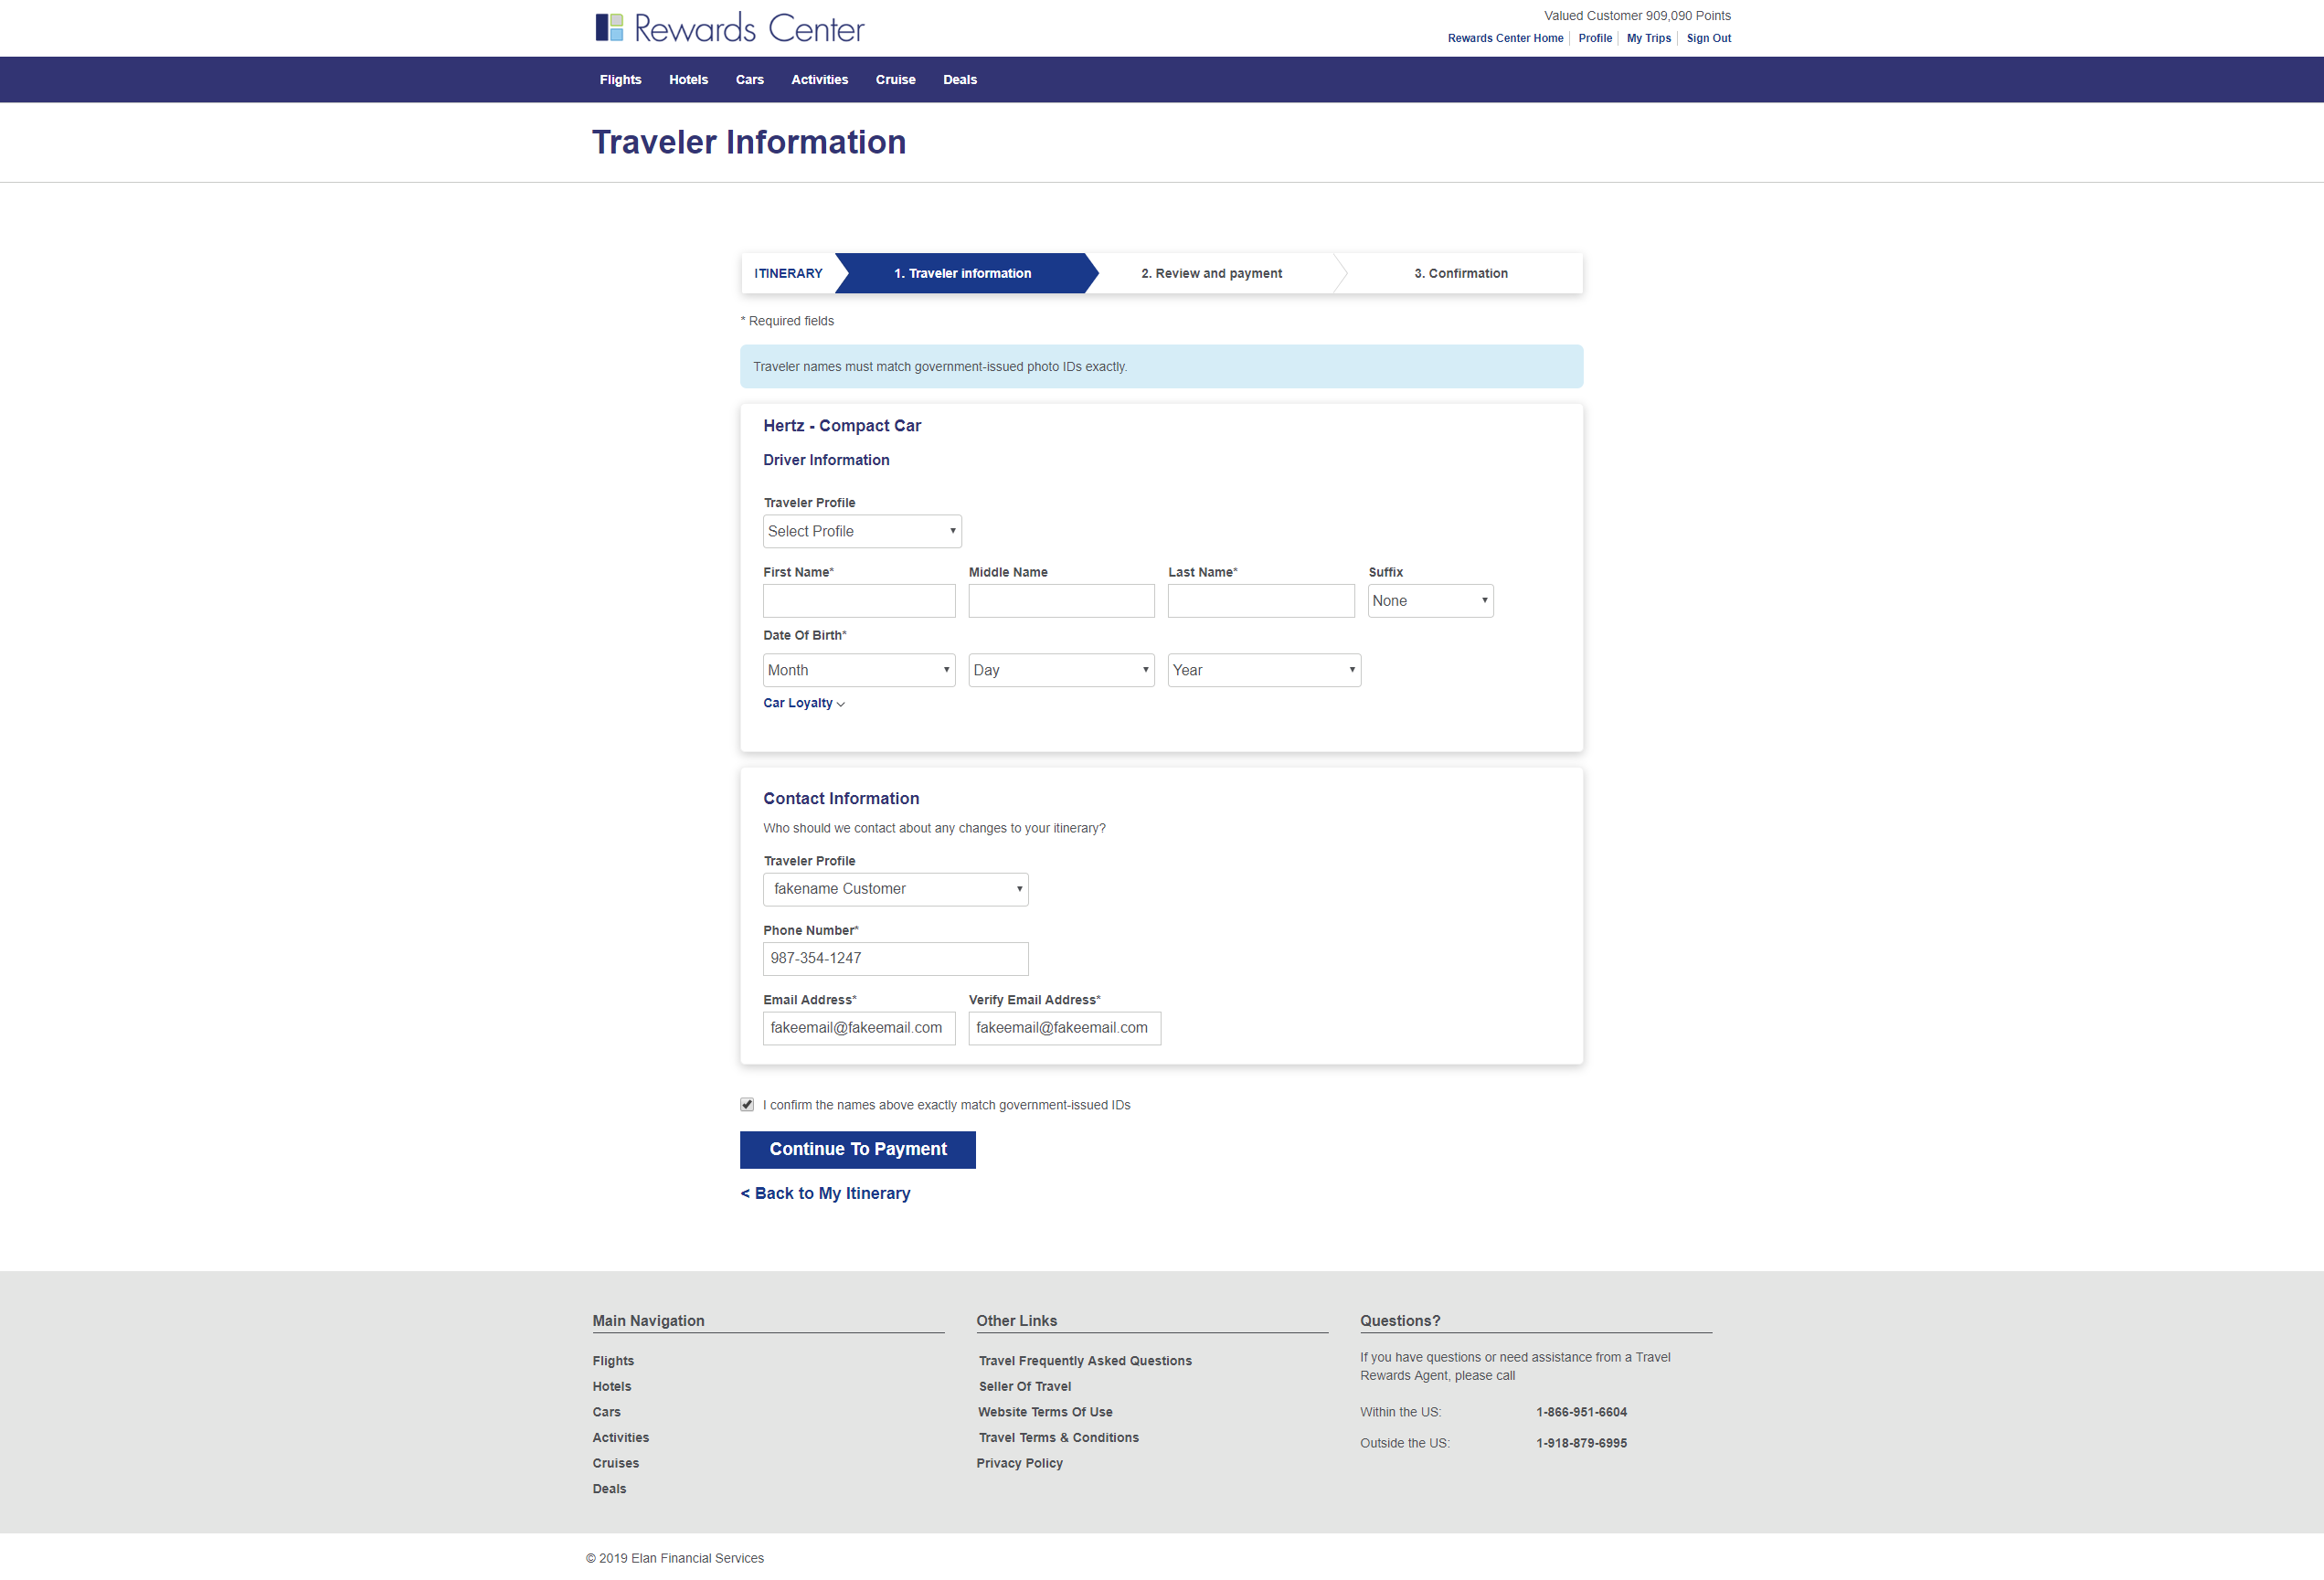 Rewards Center
Valued Customer 909,090 Points
Rewards Center Home Profile My Trips Sign Out
Flights Hotels Cars Activities Cruise Deals
Traveler Information
ITINERARY 1. Traveler information 2. Review and payment 3. Confirmation
* Required fields
Traveler names must match government-issued photo IDs exactly.
Hertz - Compact Car
Driver Information
Traveler Profile
Select Profile
First Name* Middle Name Last Name* Suffix
None
Date Of Birth*
Month Day Year
Car Loyalty
Contact Information
Who should we contact about any changes to your itinerary?
Traveler Profile
fakename Customer
Phone Number*
987-354-1247
Email Address* Verify Email Address*
fakeemail@fakeemail.com fakeemail@fakeemail.com
I confirm the names above exactly match government-issued IDs
Continue To Payment
< Back to My Itinerary
Main Navigation
Flights
Hotels
Cars
Activities
Cruises
Deals
Other Links
Travel Frequently Asked Questions
Seller Of Travel
Website Terms Of Use
Travel Terms & Conditions
Privacy Policy
Questions?
If you have questions or need assistance from a Travel
Rewards Agent, please call
Within the US: 1-866-951-6604
Outside the US: 1-918-879-6995
© 2019 Elan Financial Services